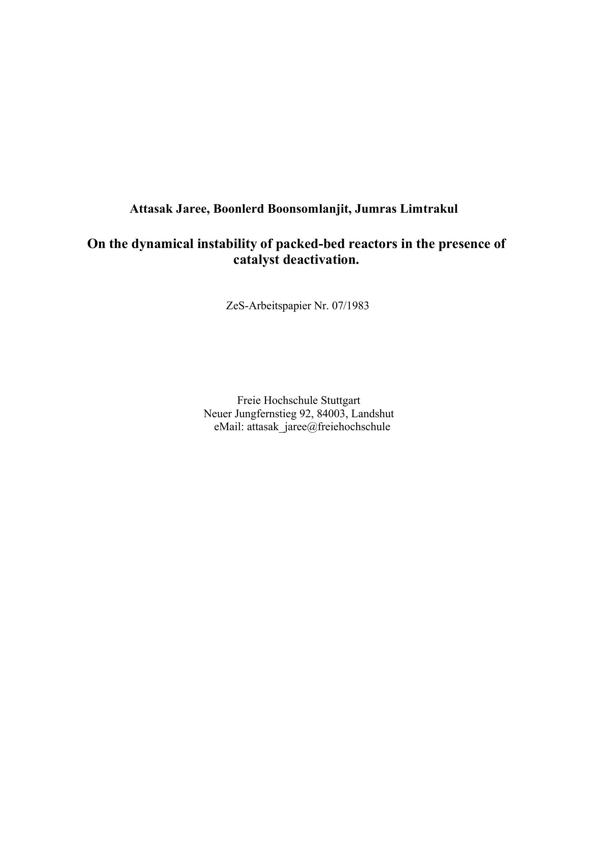 Attasak Jaree, Boonlerd Boonsomlanjit, Jumras Limtrakul
On the dynamical instability of packed-bed reactors in the presence of
catalyst deactivation.
ZeS-Arbeitspapier Nr. 07/1983
Freie Hochschule Stuttgart
Neuer Jungfernstieg 92, 84003, Landshut
eMail: attasak_jaree@freiehochschule